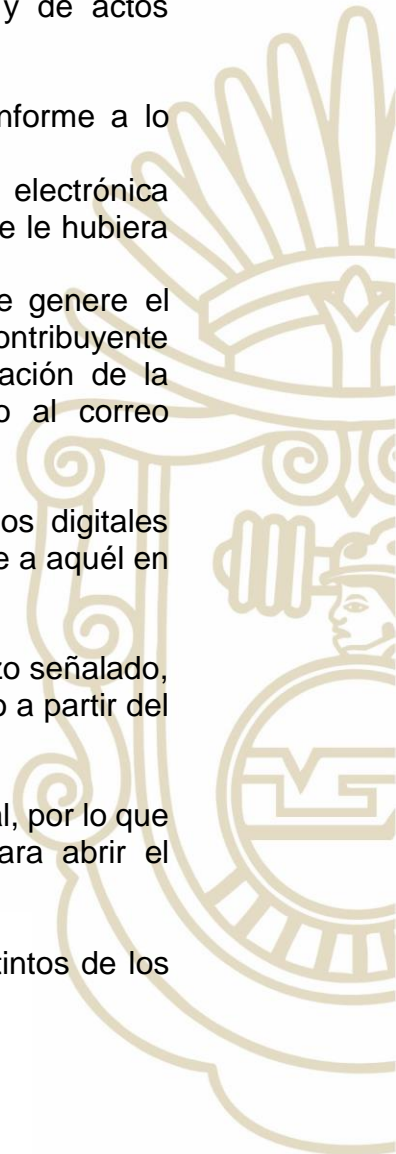 y de actos
nforme a lo
electrónica
e le hubiera
e genere el
ontribuyente
ación de la
o al correo
os digitales
e a aquél en
zo señalado,
o a partir del
al, por lo que
ara abrir el
tintos de los